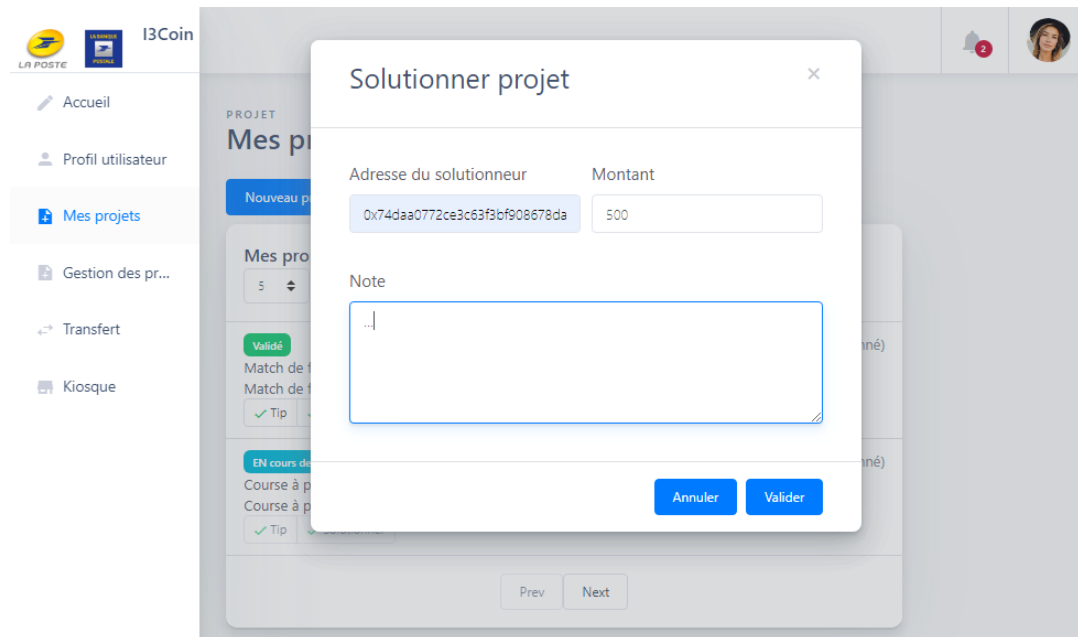 LA POSTE
LA BANQUE
POSTALE
I3Coin
2
Accueil
Profil utilisateur
Mes projets
Gestion des pr...
Transfert
Kiosque
PROJET
Mes pr
Nouveau p
Mes pro
5
Validé
nné)
Match de f
Match de f
Tip
EN cours de
nné)
Course à p
Course à p
Tip
Prev
Next
Solutionner projet
×
Adresse du solutionneur
Montant
0x74daa0772ce3c63f3bf908678da
500
Note
...
Annuler
Valider